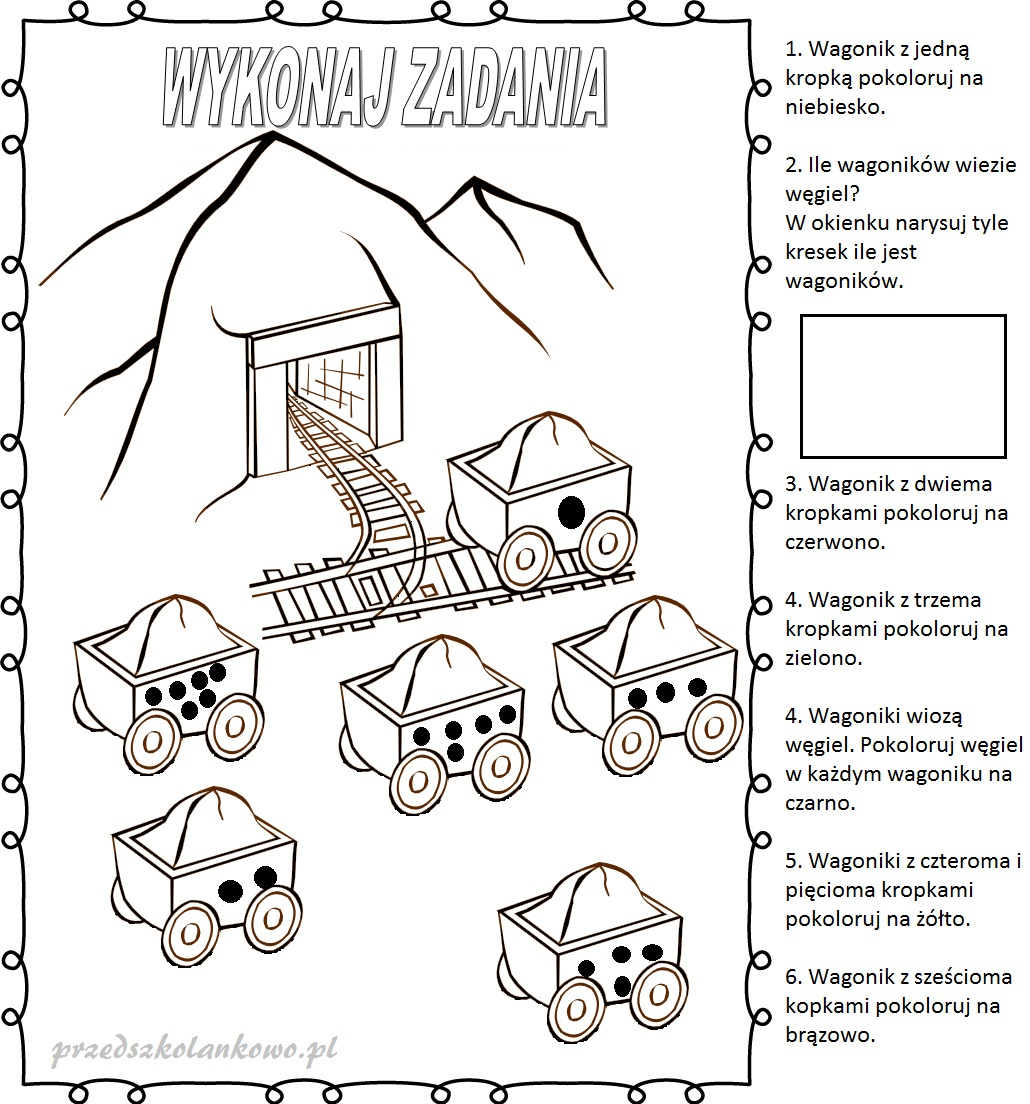 WYKONAJ ZADANIA
1. Wagonik z jedną
kropką pokoloruj na
niebiesko.
2. Ile wagoników wiezie
węgiel?
W okienku narysuj tyle
kresek ile jest
wagoników.
3. Wagonik z dwiema
kropkami pokoloruj na
czerwono.
4. Wagonik z trzema
kropkami pokoloruj na
zielono.
4. Wagoniki wiozą
węgiel. Pokoloruj węgiel
w każdym wagoniku na
czarno.
5. Wagoniki z czteroma i
pięcioma kropkami
pokoloruj na żółto.
6. Wagonik z sześcioma
kopkami pokoloruj na
brązowo.
przedszkolankowo.pl